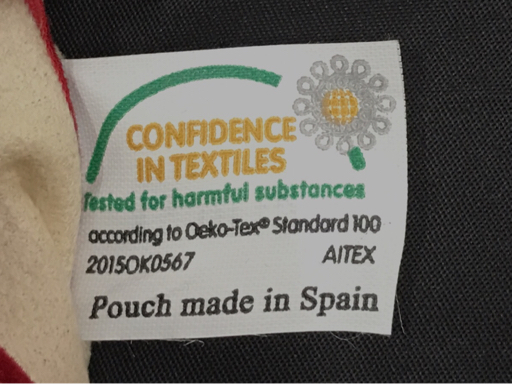 CONFIDENCE
IN TEXTILES
Tested for harmful substances
according to Oeko-Tex® Standard 100
2015OK0567 AITEX
Pouch made in Spain